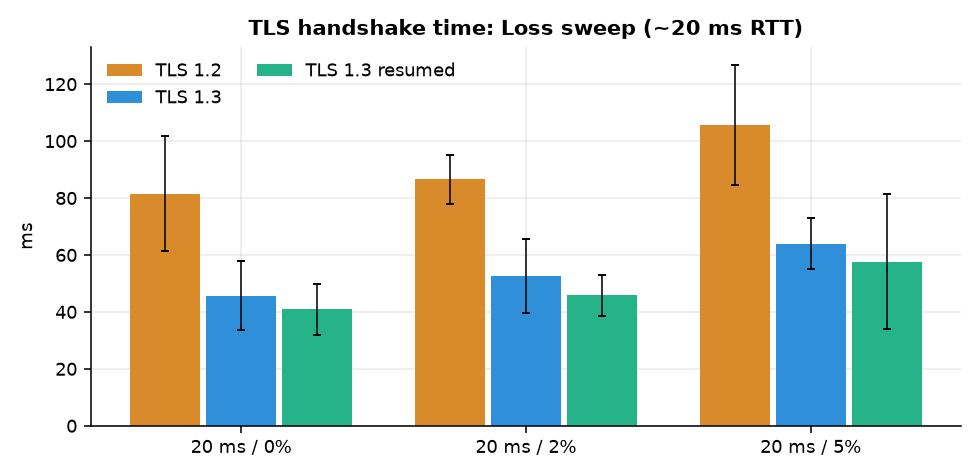 TLS handshake time: Loss sweep (~20 ms RTT)
TLS 1.2
TLS 1.3
TLS 1.3 resumed
ms
120
100
80
60
40
20
0
20 ms / 0%
20 ms / 2%
20 ms / 5%